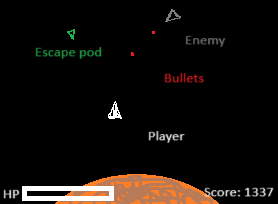 Enemy
Escape pod
Bullets
Player
HP
Score: 1337